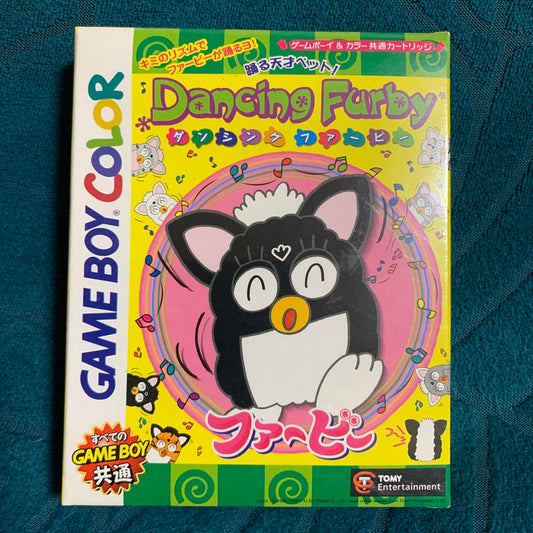 ゲームボーイ&カラー共通カートリッジ
キミのリズムで
ファービーが踊るヨ!
踊る天才ペット!
Dancing Furby
ダンシング ファービー
GAME BOY COLOR
ファービー
すべての
GAME BOY
共通
TOMY
Entertainment